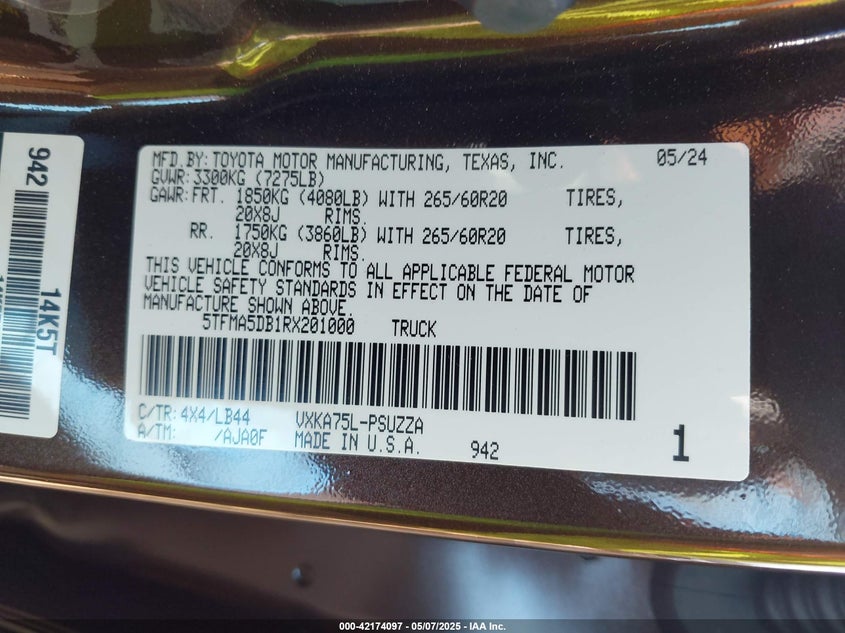 942
14K5T
MFD.BY:TOYOTA MOTOR MANUFACTURING, TEXAS, INC. 05/24
GVWR:3300KG (7275LB)
GAWR:FRT. 1850KG (4080LB) WITH 265/60R20 TIRES,
20X8J RIMS.
RR. 1750KG (3860LB) WITH 265/60R20 TIRES,
20X8J RIMS.
THIS VEHICLE CONFORMS TO ALL APPLICABLE FEDERAL MOTOR
VEHICLE SAFETY STANDARDS IN EFFECT ON THE DATE OF
MANUFACTURE SHOWN ABOVE.
5TFMA5DB1RX201000 TRUCK
C/TR:4X4/LB44 VXKA75L-PSUZZA
A/TM: /AJA0F MADE IN U.S.A. 942 1
000-42174097 - 05/07/2025 - IAA Inc.